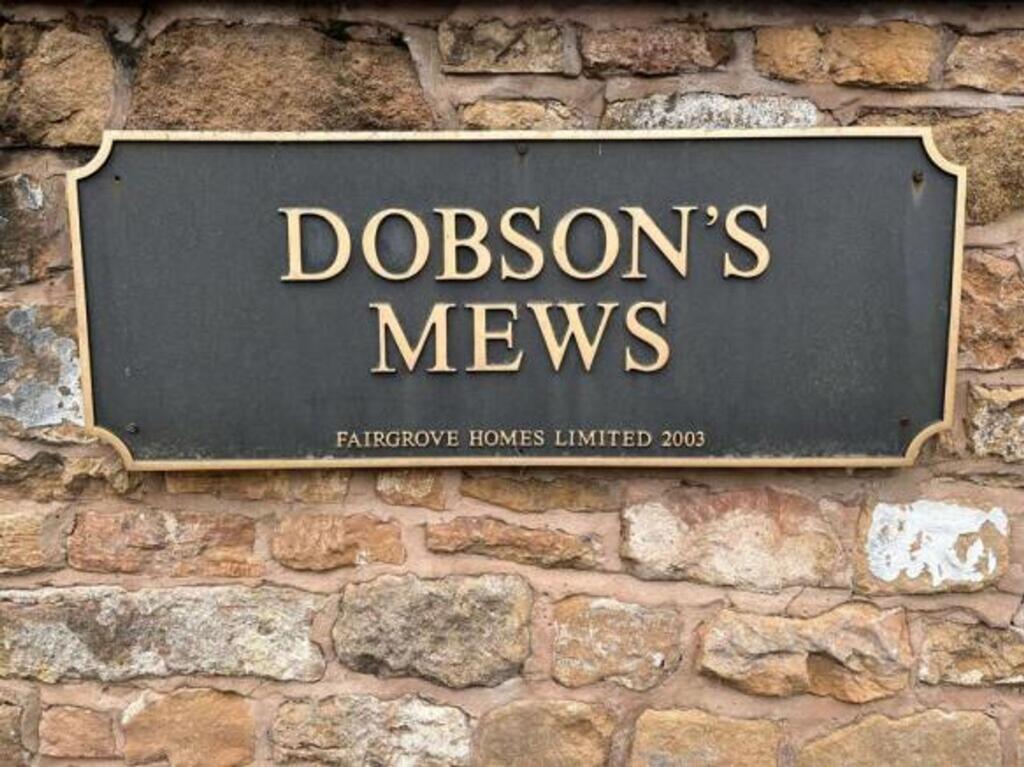 DOBSON'S
MEWS
FAIRGROVE HOMES LIMITED 2003